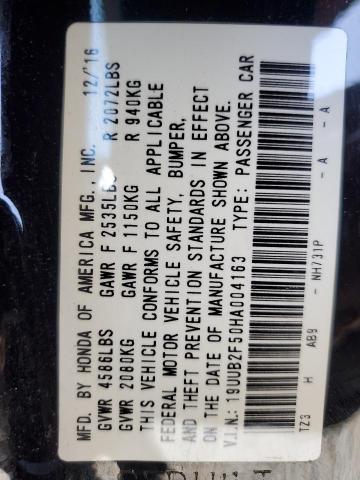 MFD. BY HONDA OF AMERICA MFG., INC. 12/16
GVWR 4586LBS GAWR F 2535LBS R 2072LBS
GVWR 2080KG GAWR F 1150KG R 940KG
THIS VEHICLE CONFORMS TO ALL APPLICABLE
FEDERAL MOTOR VEHICLE SAFETY, BUMPER,
AND THEFT PREVENTION STANDARDS IN EFFECT
ON THE DATE OF MANUFACTURE SHOWN ABOVE.
V.I.N.: 19UUB2F50HA004163 TYPE: PASSENGER CAR
TZ3 H AB9 - NH731P - A - A